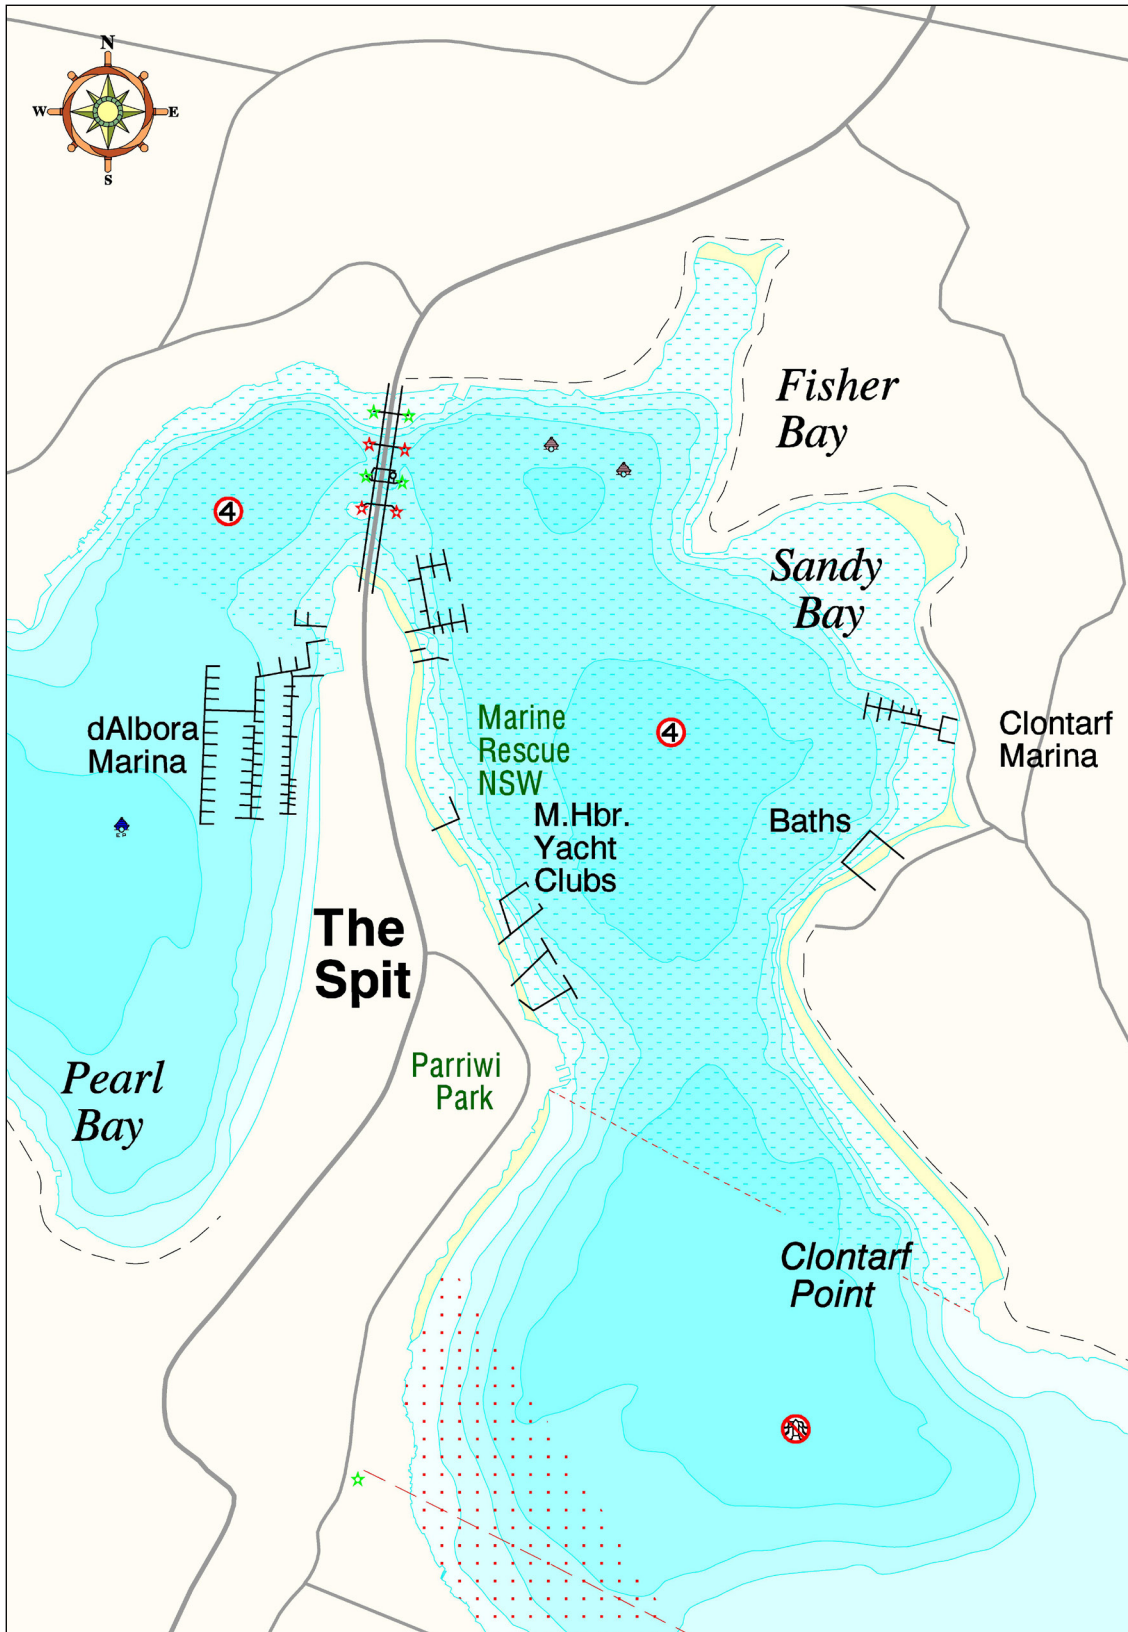 N
W
E
S
Fisher
Bay
4
Sandy
Bay
dAlbora
Marina
Marine
Rescue
NSW
4
Clontarf
Marina
M.Hbr.
Yacht
Clubs
Baths
The
Spit
Parriwi
Park
Pearl
Bay
Clontarf
Point